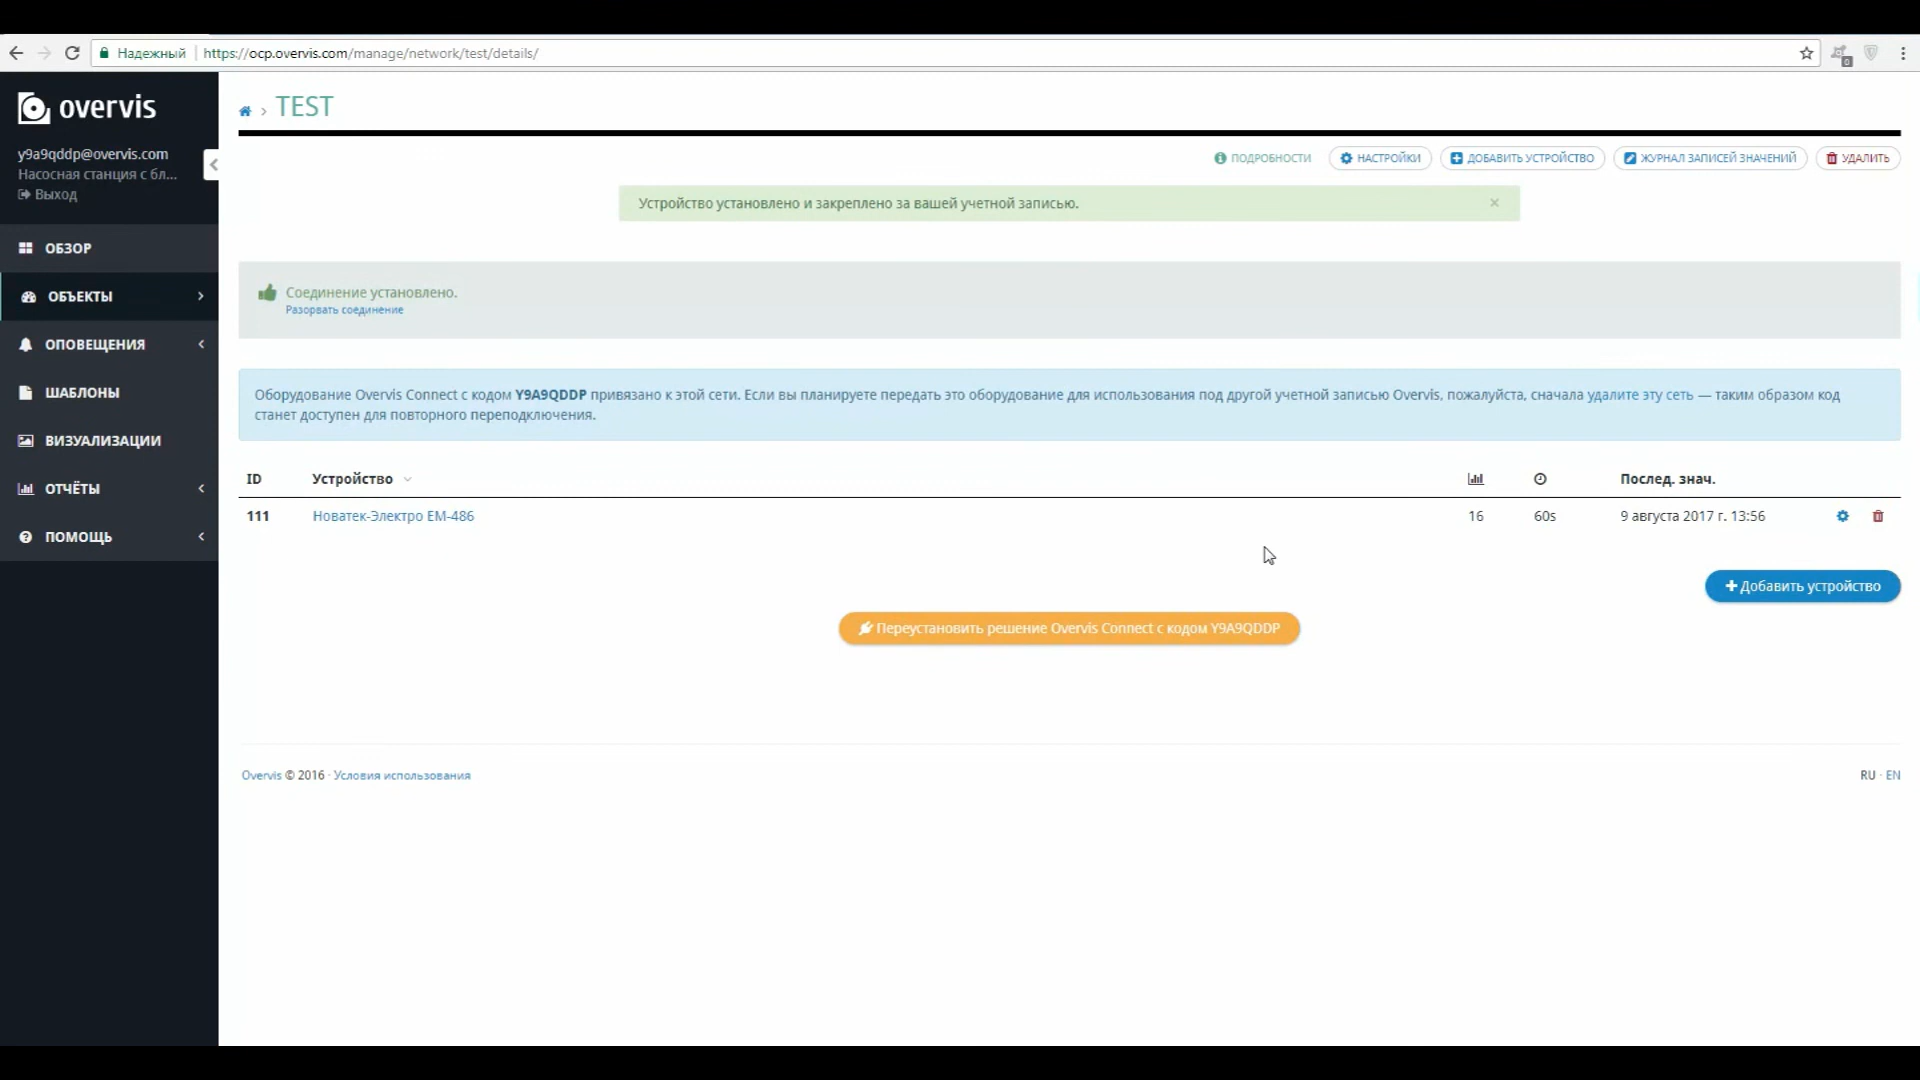 Надежный
https://ocp.overvis.com/manage/network/test/details/
0
overvis
y9a9qddp@overvis.com
Насосная станция с бл...
Выход
ОБЗОР
ОБЪЕКТЫ
ОПОВЕЩЕНИЯ
ШАБЛОНЫ
ВИЗУАЛИЗАЦИИ
ОТЧЁТЫ
ПОМОЩЬ
› TEST
ПОДРОБНОСТИ НАСТРОЙКИ ДОБАВИТЬ УСТРОЙСТВО ЖУРНАЛ ЗАПИСЕЙ ЗНАЧЕНИЙ УДАЛИТЬ
Устройство установлено и закреплено за вашей учетной записью. ×
Соединение установлено.
Разорвать соединение
Оборудование Overvis Connect с кодом Y9A9QDDP привязано к этой сети. Если вы планируете передать это оборудование для использования под другой учетной записью Overvis, пожалуйста, сначала удалите эту сеть — таким образом код
станет доступен для повторного переподключения.
ID Устройство Послед. знач.
111 Новатек-Электро EM-486 16 60s 9 августа 2017 г. 13:56
Добавить устройство
Переустановить решение Overvis Connect с кодом Y9A9QDDP
Overvis © 2016 · Условия использования
RU · EN